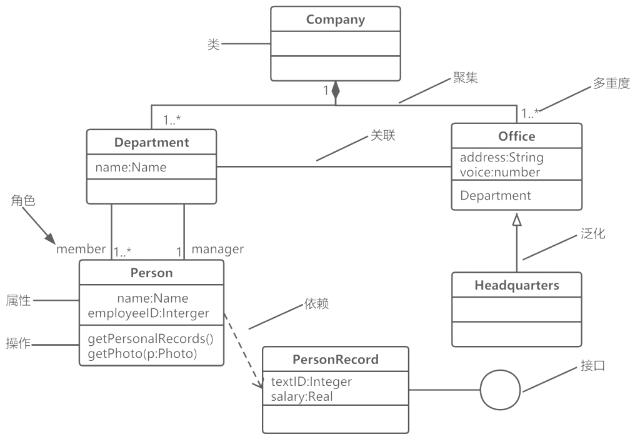 Company
类
1
聚集
多重度
1..*
1..*
Department
name:Name
关联
Office
address:String
voice:number
Department
角色
member
1..*
1
manager
泛化
Person
name:Name
employeeID:Interger
属性
操作
getPersonalRecords()
getPhoto(p:Photo)
依赖
Headquarters
PersonRecord
textID:Integer
salary:Real
接口